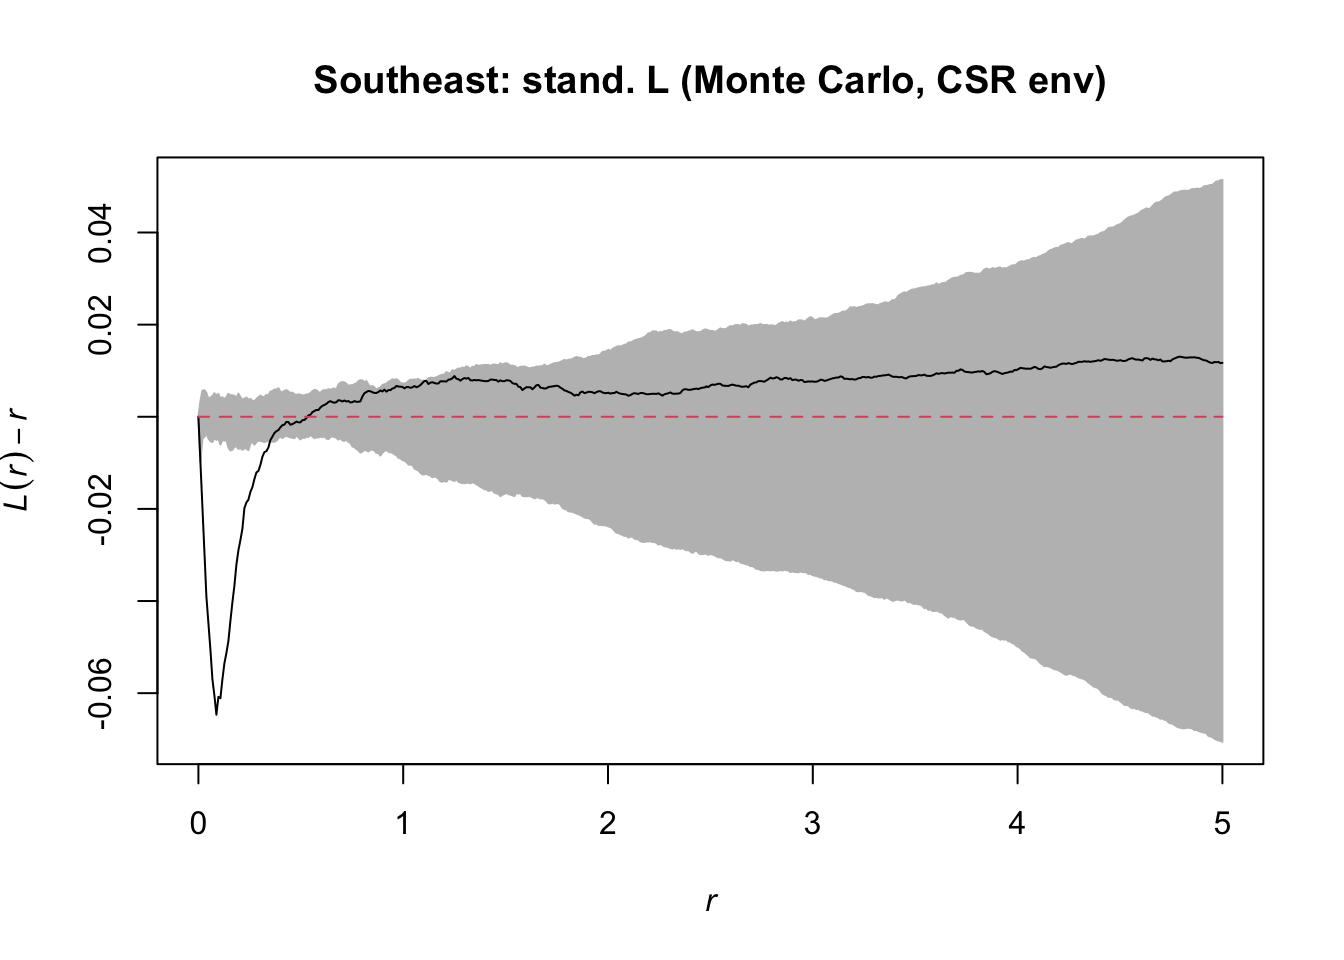 Southeast: stand. L (Monte Carlo, CSR env)
L(r) − r
0.04
0.02
-0.02
-0.06
0 1 2 3 4 5
r